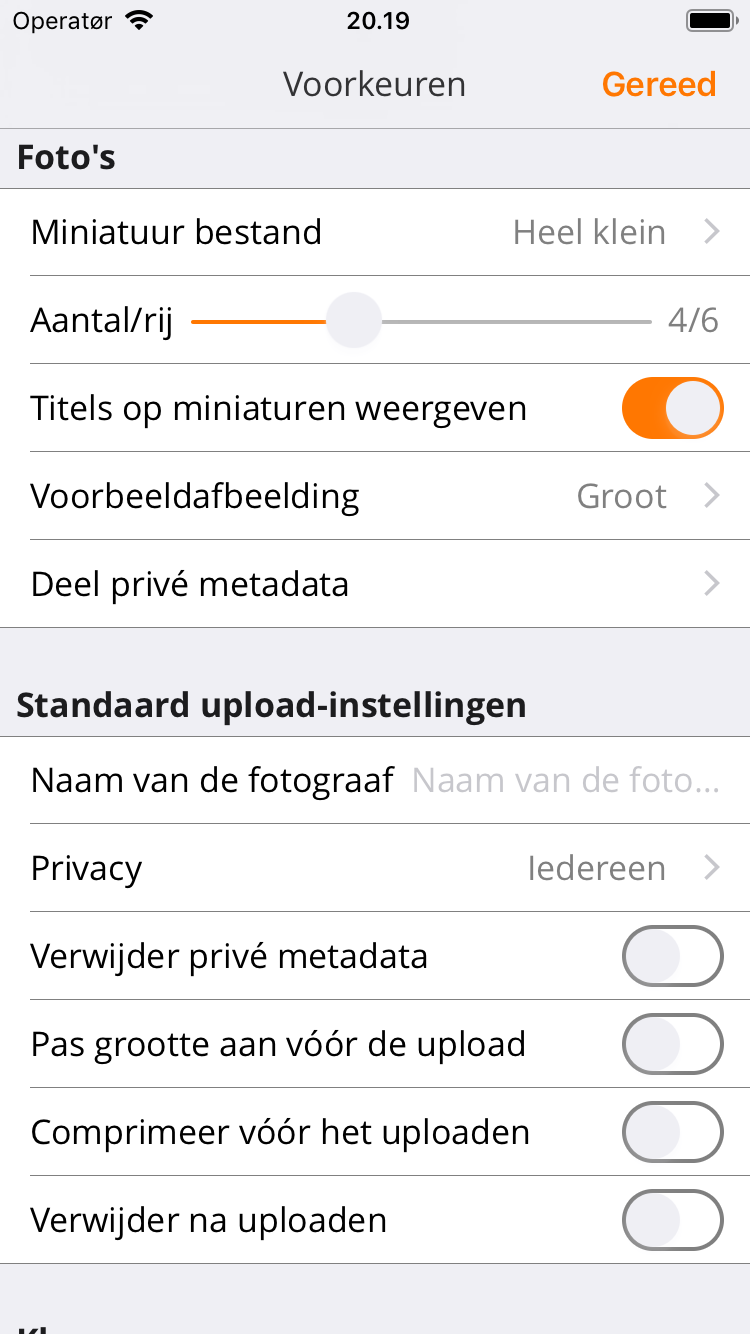 Operatør 20.19
Voorkeuren Gereed
Foto's
Miniatuur bestand Heel klein
Aantal/rij 4/6
Titels op miniaturen weergeven
Voorbeeldafbeelding Groot
Deel privé metadata
Standaard upload-instellingen
Naam van de fotograaf Naam van de foto...
Privacy Iedereen
Verwijder privé metadata
Pas grootte aan vóór de upload
Comprimeer vóór het uploaden
Verwijder na uploaden